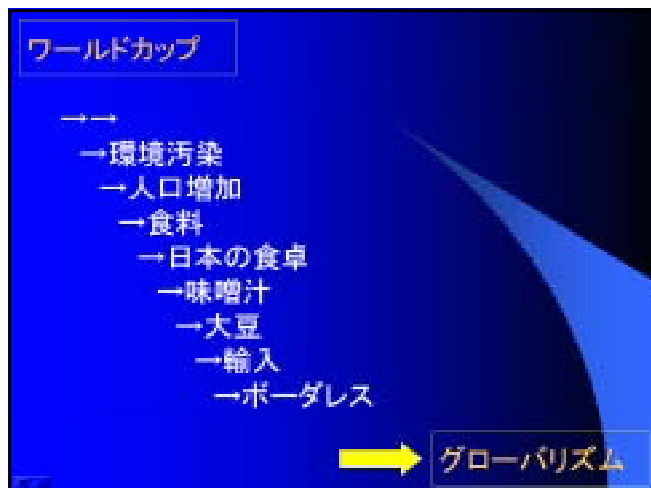 ワールドカップ
→→
→環境汚染
→人口増加
→食料
→日本の食卓
→味噌汁
→大豆
→輸入
→ボーダレス
グローバリズム